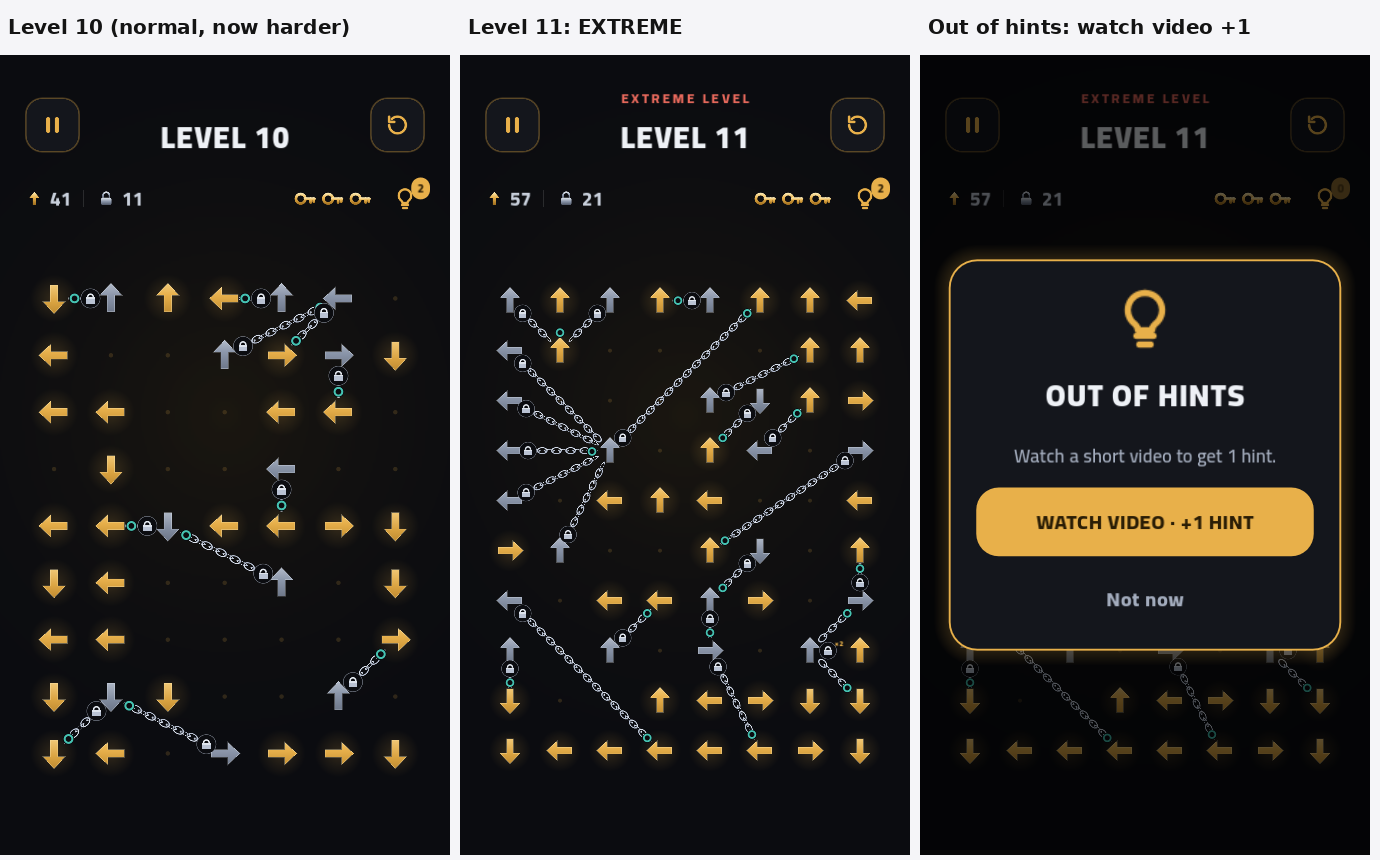 Level 10 (normal, now harder)
LEVEL 10
41
11
2
Level 11: EXTREME
EXTREME LEVEL
LEVEL 11
57
21
2
×2
Out of hints: watch video +1
EXTREME LEVEL
LEVEL 11
57
21
0
OUT OF HINTS
Watch a short video to get 1 hint.
WATCH VIDEO · +1 HINT
Not now